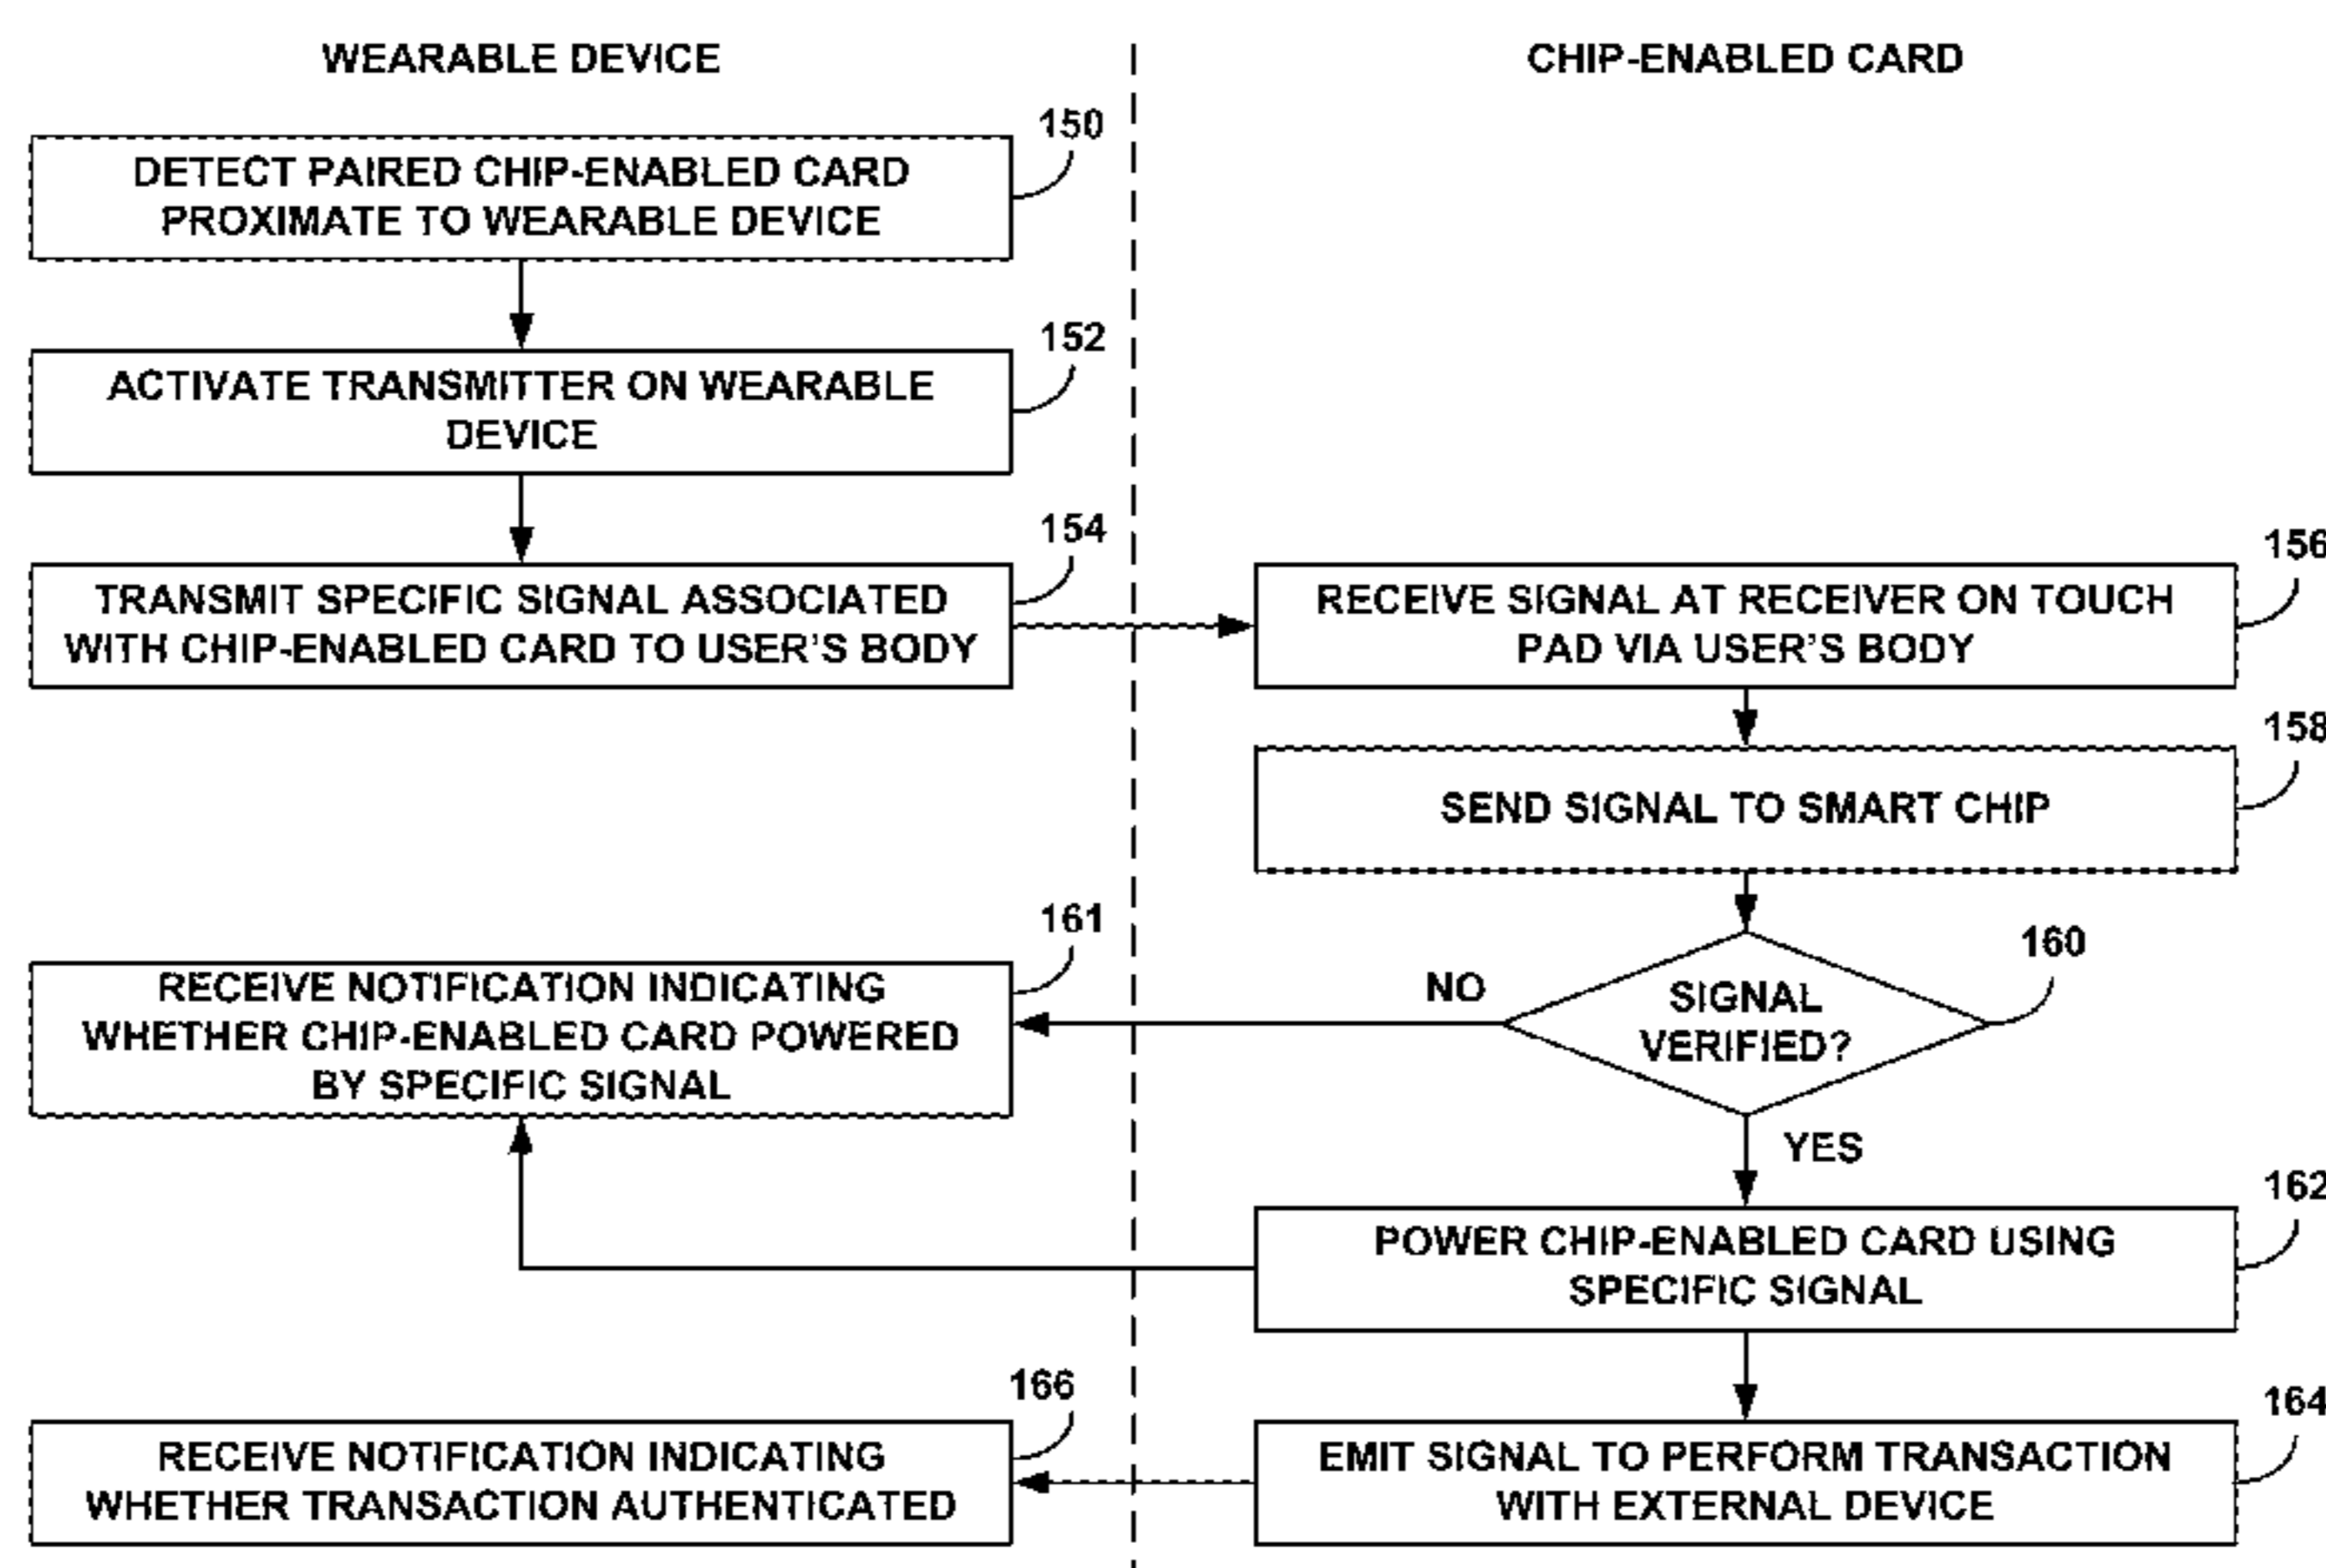 WEARABLE DEVICE
CHIP-ENABLED CARD
150
DETECT PAIRED CHIP-ENABLED CARD
PROXIMATE TO WEARABLE DEVICE
152
ACTIVATE TRANSMITTER ON WEARABLE
DEVICE
154
TRANSMIT SPECIFIC SIGNAL ASSOCIATED
WITH CHIP-ENABLED CARD TO USER'S BODY
156
RECEIVE SIGNAL AT RECEIVER ON TOUCH
PAD VIA USER'S BODY
158
SEND SIGNAL TO SMART CHIP
160
SIGNAL
VERIFIED?
NO
161
RECEIVE NOTIFICATION INDICATING
WHETHER CHIP-ENABLED CARD POWERED
BY SPECIFIC SIGNAL
YES
162
POWER CHIP-ENABLED CARD USING
SPECIFIC SIGNAL
164
EMIT SIGNAL TO PERFORM TRANSACTION
WITH EXTERNAL DEVICE
166
RECEIVE NOTIFICATION INDICATING
WHETHER TRANSACTION AUTHENTICATED